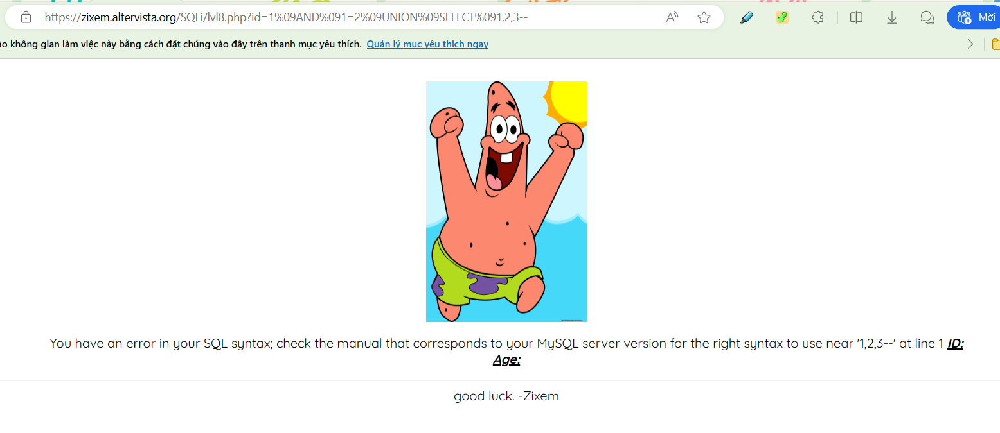 https://zixem.altervista.org/SQLi/lvl8.php?id=1%09AND%091=2%09UNION%09SELECT%091,2,3--
Mời
không gian làm việc này bằng cách đặt chúng vào đây trên thanh mục yêu thích. Quản lý mục yêu thích ngay
You have an error in your SQL syntax; check the manual that corresponds to your MySQL server version for the right syntax to use near '1,2,3--' at line 1 ID:
Age:
good luck. -Zixem